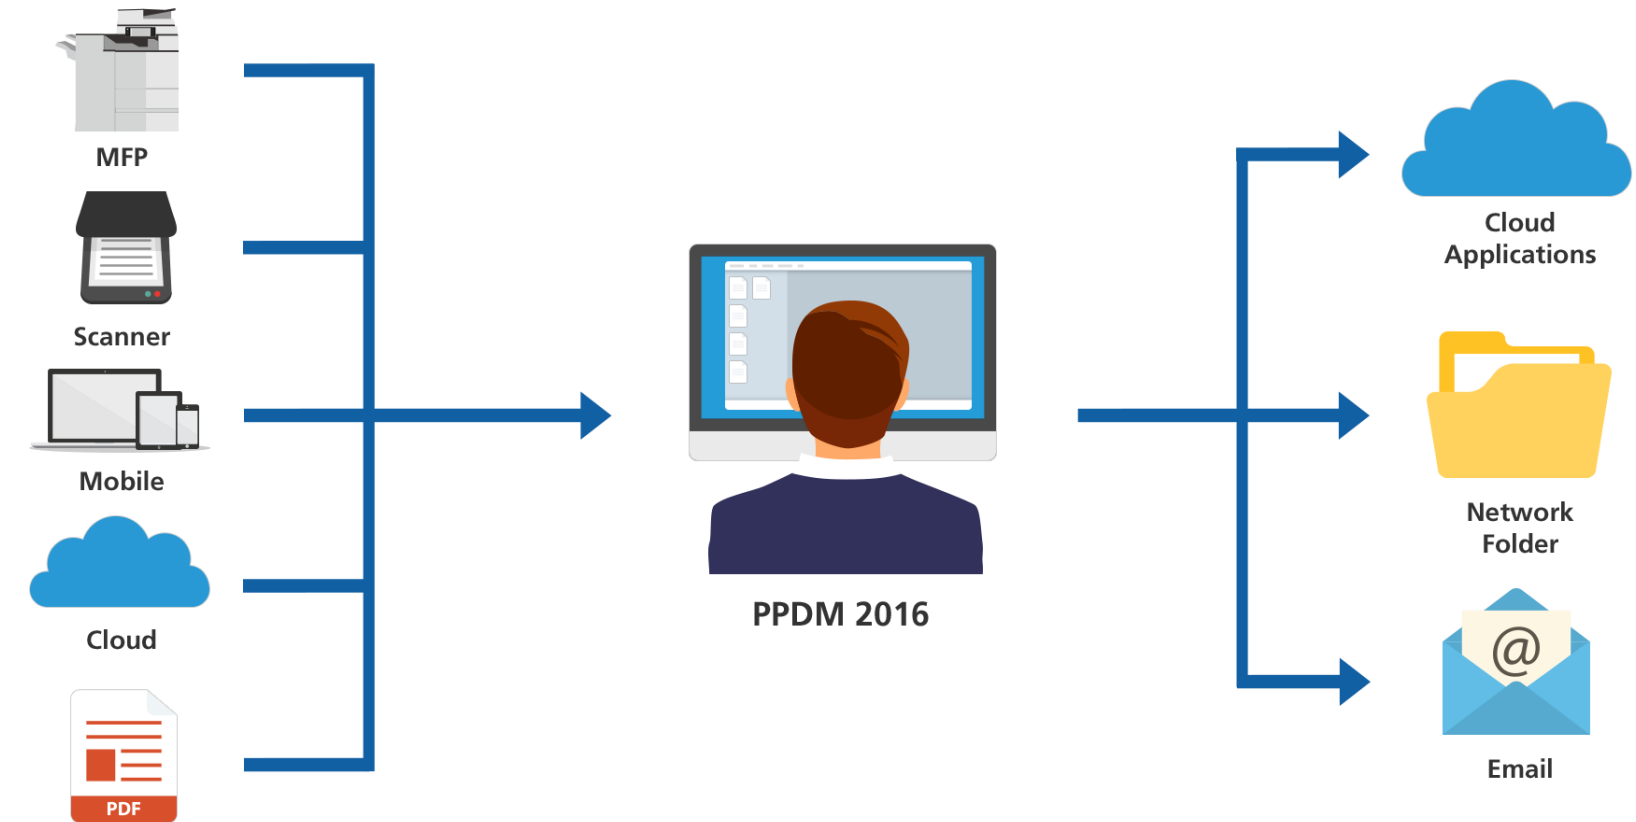 MFP
Scanner
Mobile
Cloud
PDF
PPDM 2016
Cloud
Applications
Network
Folder
@
Email